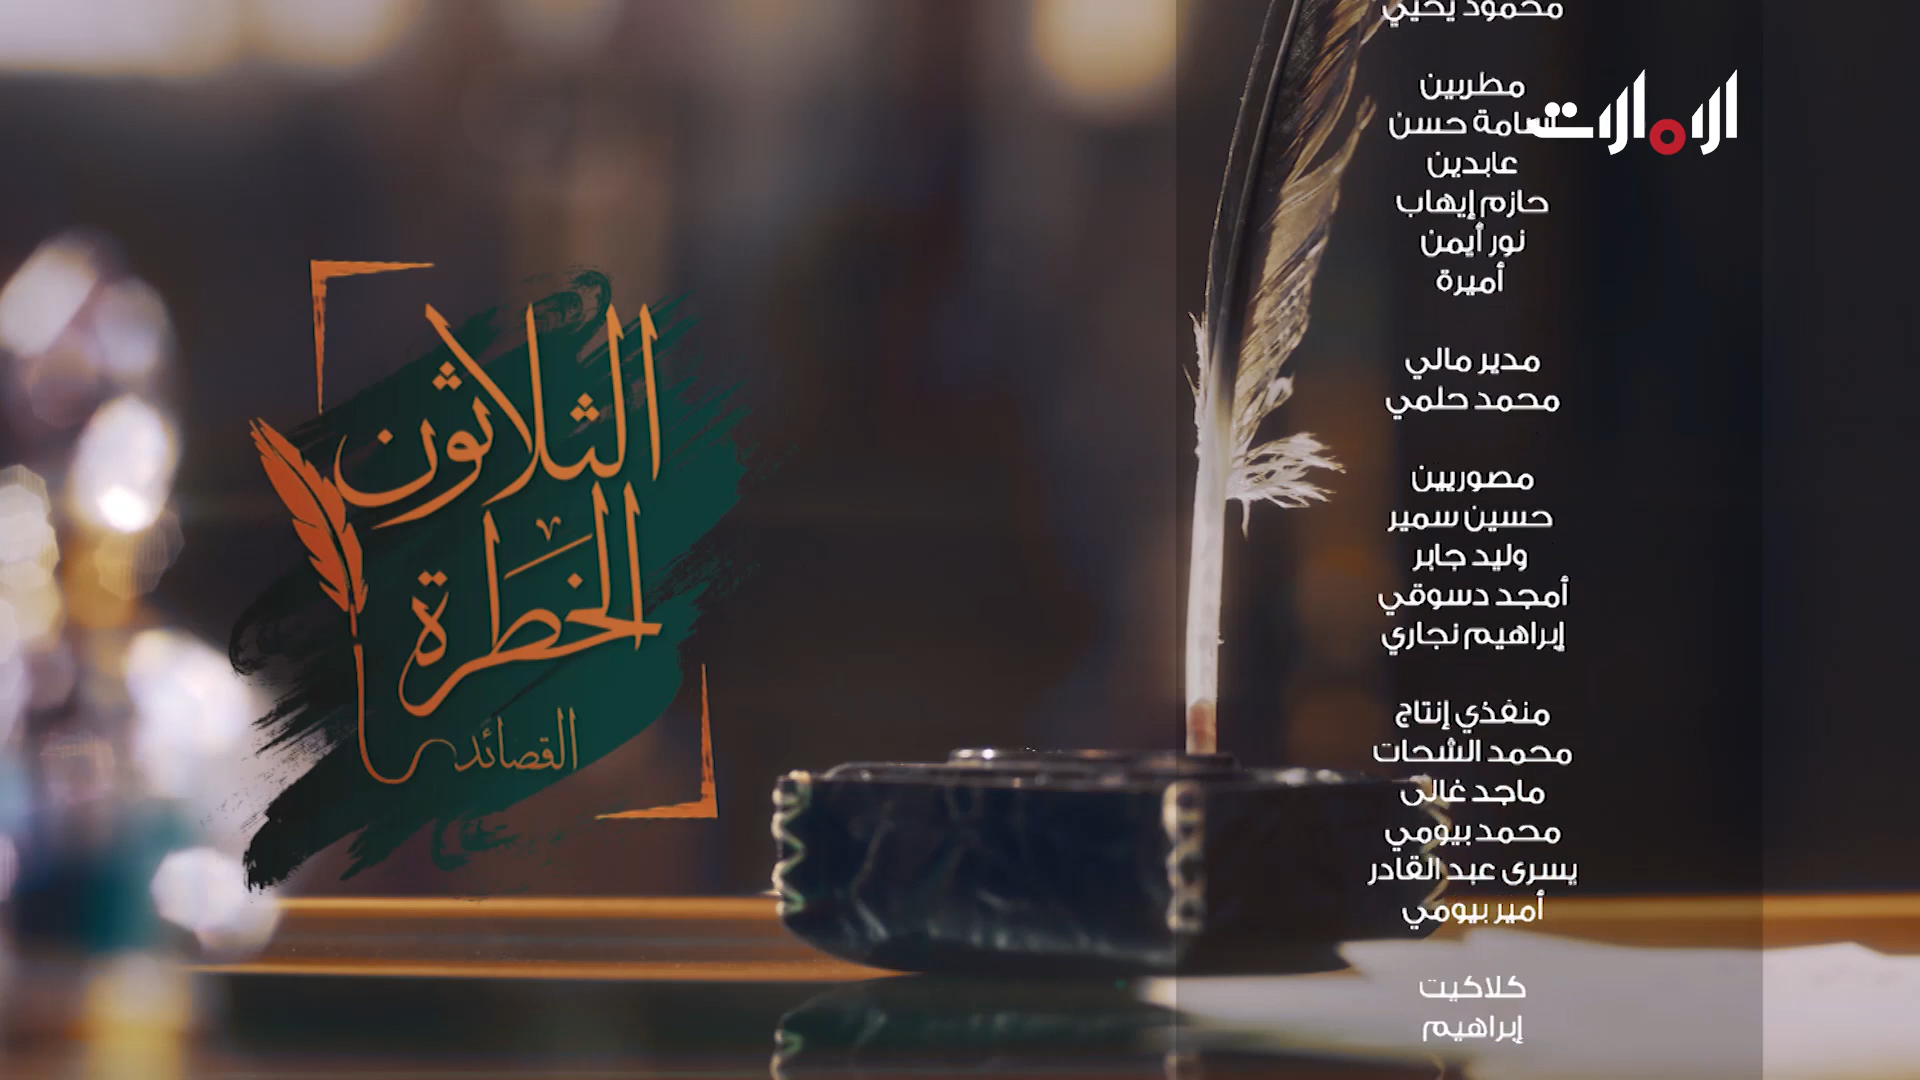 محمود يحيي
الامارات
مطربين
أسامة حسن
عابدين
حازم إيهاب
نور أيمن
أميرة
مدير مالي
محمد حلمي
مصوريين
حسين سمير
وليد جابر
أمجد دسوقي
إبراهيم نجاري
منفذي إنتاج
محمد الشحات
ماجد غالى
محمد بيومي
يسرى عبد القادر
أمير بيومي
كلاكيت
إبراهيم
الثلاثون
الخطرة
القصائد